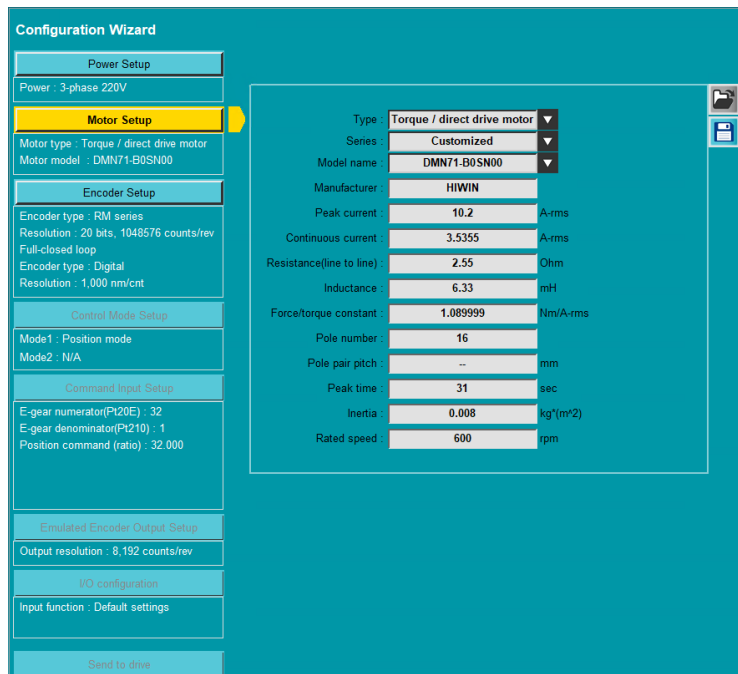 Configuration Wizard
Power Setup
Power : 3-phase 220V
Motor Setup
Motor type : Torque / direct drive motor
Motor model : DMN71-B0SN00
Encoder Setup
Encoder type : RM series
Resolution : 20 bits, 1048576 counts/rev
Full-closed loop
Encoder type : Digital
Resolution : 1,000 nm/cnt
Control Mode Setup
Mode1 : Position mode
Mode2 : N/A
Command Input Setup
E-gear numerator(Pt20E) : 32
E-gear denominator(Pt210) : 1
Position command (ratio) : 32.000
Emulated Encoder Output Setup
Output resolution : 8,192 counts/rev
I/O configuration
Input function : Default settings
Send to drive
Type : Torque / direct drive motor
Series : Customized
Model name : DMN71-B0SN00
Manufacturer : HIWIN
Peak current : 10.2 A-rms
Continuous current : 3.5355 A-rms
Resistance(line to line) : 2.55 Ohm
Inductance : 6.33 mH
Force/torque constant : 1.089999 Nm/A-rms
Pole number : 16
Pole pair pitch : -- mm
Peak time : 31 sec
Inertia : 0.008 kg*(m^2)
Rated speed : 600 rpm